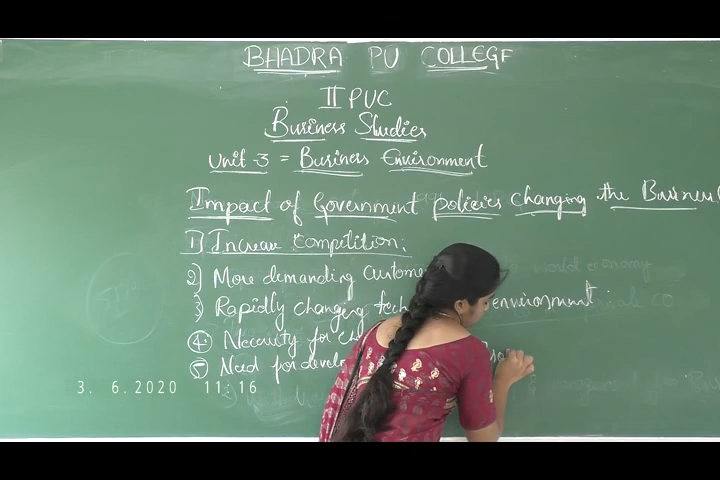 BHADRA PU COLLEGE
II PUC
Business Studies
Unit-3 = Business Environment
Impact of Government policies changing the Business
1) Increase Competition:
2) More demanding Custome
3) Rapidly changing tech environment.
4) Necessity for ch
5) Need for develo
world economy
3. 6.2020 11:16